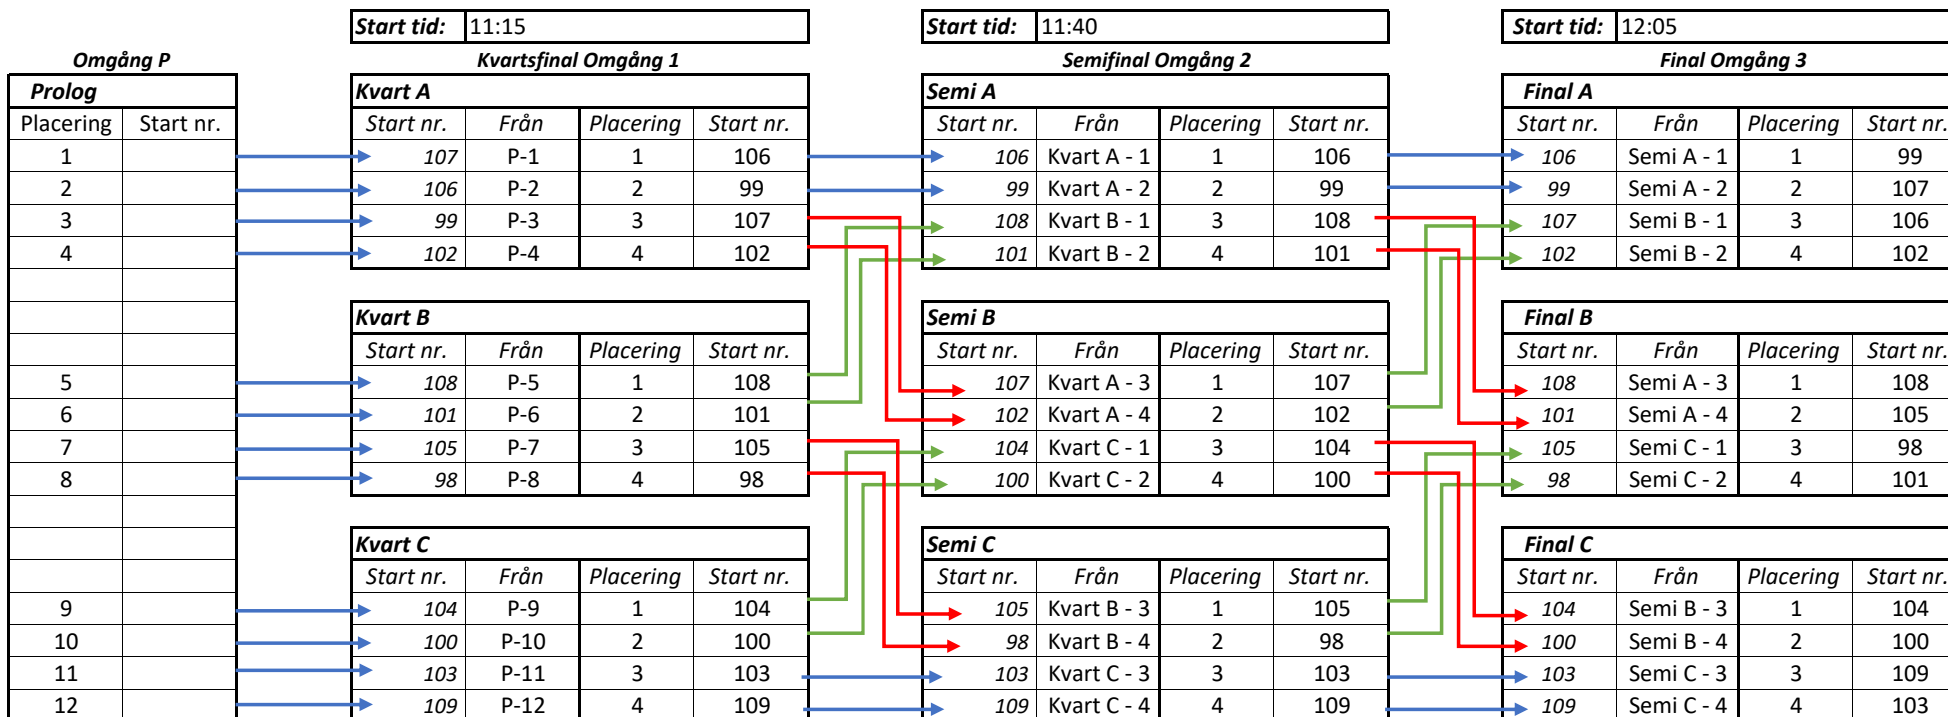 Start tid: 11:15 Start tid: 11:40 Start tid: 12:05
Omgång P Kvartsfinal Omgång 1 Semifinal Omgång 2 Final Omgång 3
Prolog Kvart A Semi A Final A
Placering Start nr. Start nr. Från Placering Start nr. Start nr. Från Placering Start nr. Start nr. Från Placering Start nr.
1 107 P-1 1 106 106 Kvart A - 1 1 106 106 Semi A - 1 1 99
2 106 P-2 2 99 99 Kvart A - 2 2 99 99 Semi A - 2 2 107
3 99 P-3 3 107 108 Kvart B - 1 3 108 107 Semi B - 1 3 106
4 102 P-4 4 102 101 Kvart B - 2 4 101 102 Semi B - 2 4 102
Kvart B Semi B Final B
Start nr. Från Placering Start nr. Start nr. Från Placering Start nr. Start nr. Från Placering Start nr.
5 108 P-5 1 108 107 Kvart A - 3 1 107 108 Semi A - 3 1 108
6 101 P-6 2 101 102 Kvart A - 4 2 102 101 Semi A - 4 2 105
7 105 P-7 3 105 104 Kvart C - 1 3 104 105 Semi C - 1 3 98
8 98 P-8 4 98 100 Kvart C - 2 4 100 98 Semi C - 2 4 101
Kvart C Semi C Final C
Start nr. Från Placering Start nr. Start nr. Från Placering Start nr. Start nr. Från Placering Start nr.
9 104 P-9 1 104 105 Kvart B - 3 1 105 104 Semi B - 3 1 104
10 100 P-10 2 100 98 Kvart B - 4 2 98 100 Semi B - 4 2 100
11 103 P-11 3 103 103 Kvart C - 3 3 103 103 Semi C - 3 3 109
12 109 P-12 4 109 109 Kvart C - 4 4 109 109 Semi C - 4 4 103